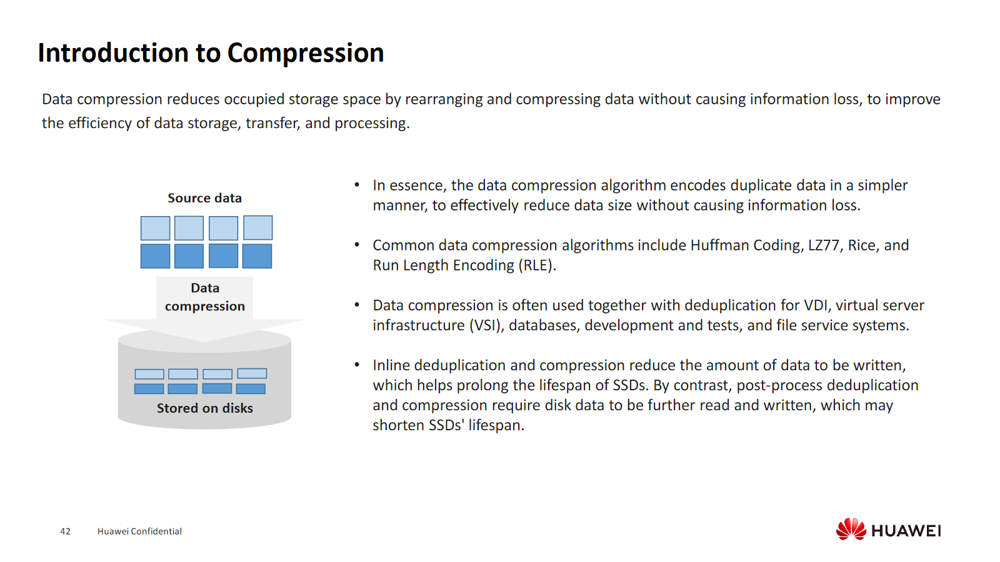 Introduction to Compression
Data compression reduces occupied storage space by rearranging and compressing data without causing information loss, to improve
the efficiency of data storage, transfer, and processing.
Source data
Data
compression
Stored on disks
• In essence, the data compression algorithm encodes duplicate data in a simpler
manner, to effectively reduce data size without causing information loss.
• Common data compression algorithms include Huffman Coding, LZ77, Rice, and
Run Length Encoding (RLE).
• Data compression is often used together with deduplication for VDI, virtual server
infrastructure (VSI), databases, development and tests, and file service systems.
• Inline deduplication and compression reduce the amount of data to be written,
which helps prolong the lifespan of SSDs. By contrast, post-process deduplication
and compression require disk data to be further read and written, which may
shorten SSDs' lifespan.
42 Huawei Confidential
HUAWEI